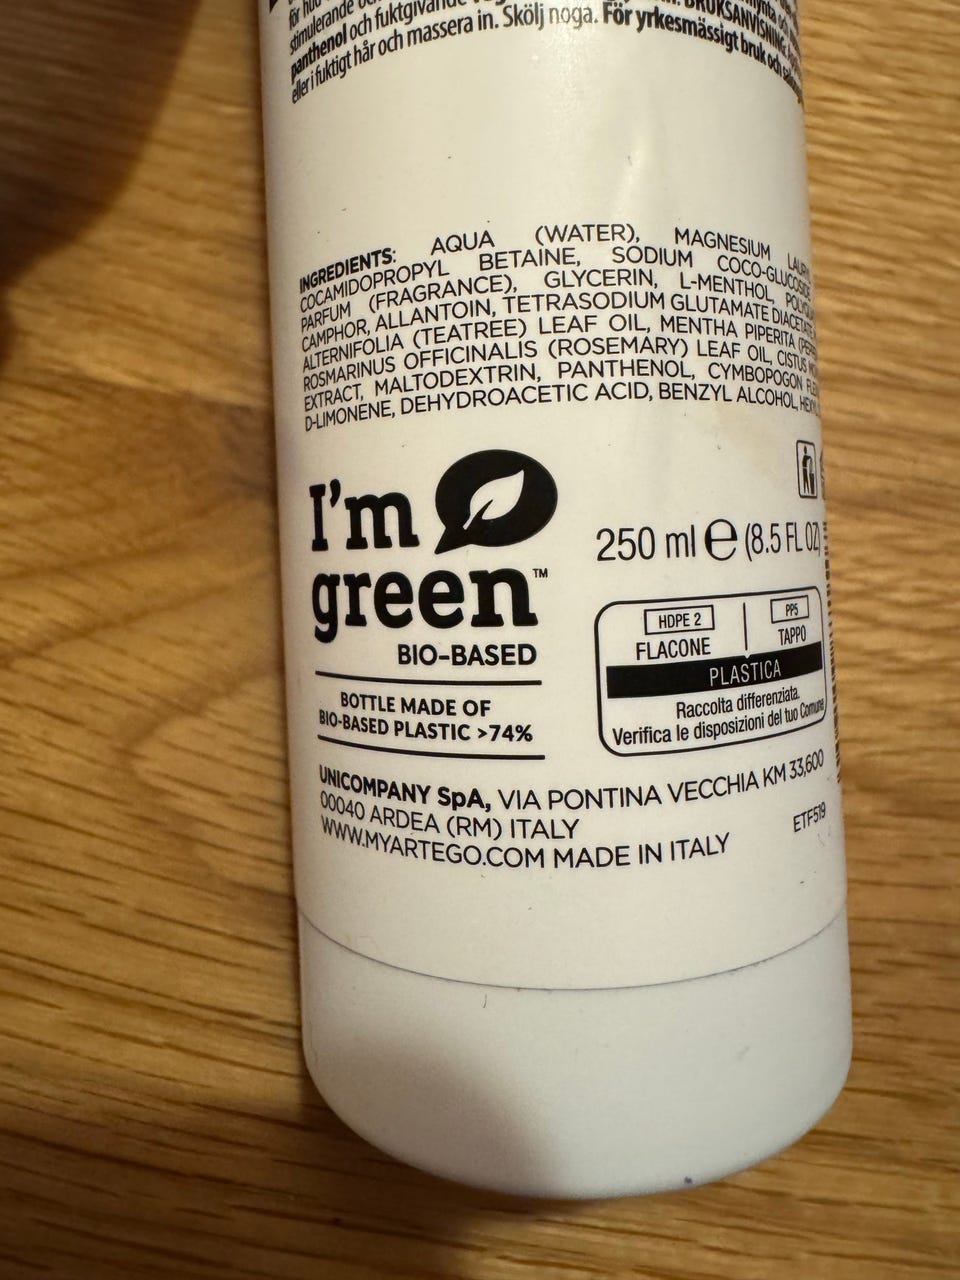 för
stimulerande
panthenol och fuktgivande
eller i fuktigt hår och massera in. Skölj noga. För yrkesmässigt bruk och
BRUKSANVISNING:
INGREDIENTS: AQUA (WATER), MAGNESIUM
COCAMIDOPROPYL BETAINE, SODIUM COCO-GLUCOSIDE
PARFUM (FRAGRANCE), GLYCERIN, L-MENTHOL,
CAMPHOR, ALLANTOIN, TETRASODIUM GLUTAMATE DIACETATE,
ALTERNIFOLIA (TEATREE) LEAF OIL, MENTHA PIPERITA
ROSMARINUS OFFICINALIS (ROSEMARY) LEAF OIL, CISTUS
EXTRACT, MALTODEXTRIN, PANTHENOL, CYMBOPOGON
D-LIMONENE, DEHYDROACETIC ACID, BENZYL ALCOHOL,
I'm
green™
BIO-BASED
BOTTLE MADE OF
BIO-BASED PLASTIC >74%
250 ml e (8.5 FL OZ)
HDPE 2 PP5
FLACONE TAPPO
PLASTICA
Raccolta differenziata.
Verifica le disposizioni del tuo Comune
UNICOMPANY SpA, VIA PONTINA VECCHIA KM 33,600
00040 ARDEA (RM) ITALY
WWW.MYARTEGO.COM MADE IN ITALY
ETF519